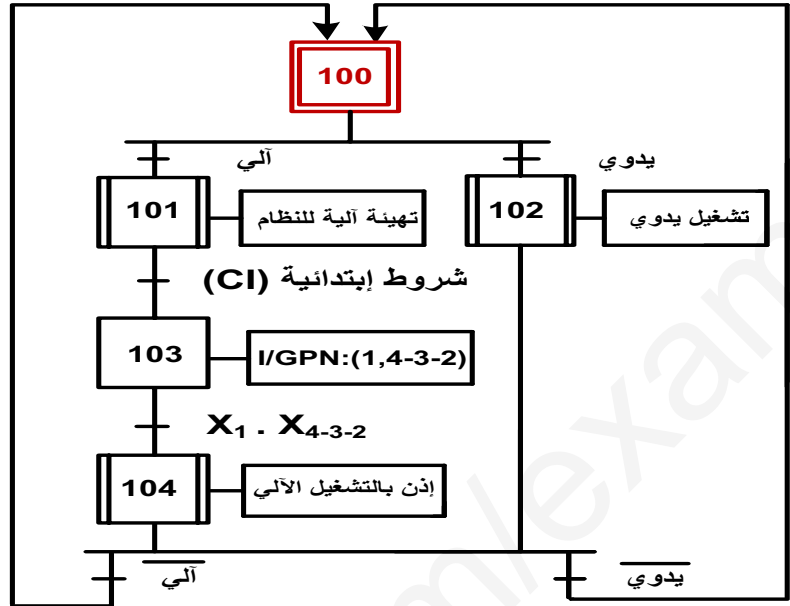 100
آلي
يدوي
101
تهيئة آلية للنظام
102
تشغيل يدوي
شروط إبتدائية (CI)
103
I/GPN:(1,4-3-2)
X₁ . X₄₋₃₋₂
104
إذن بالتشغيل الآلي
آلي
يدوي
m/exam